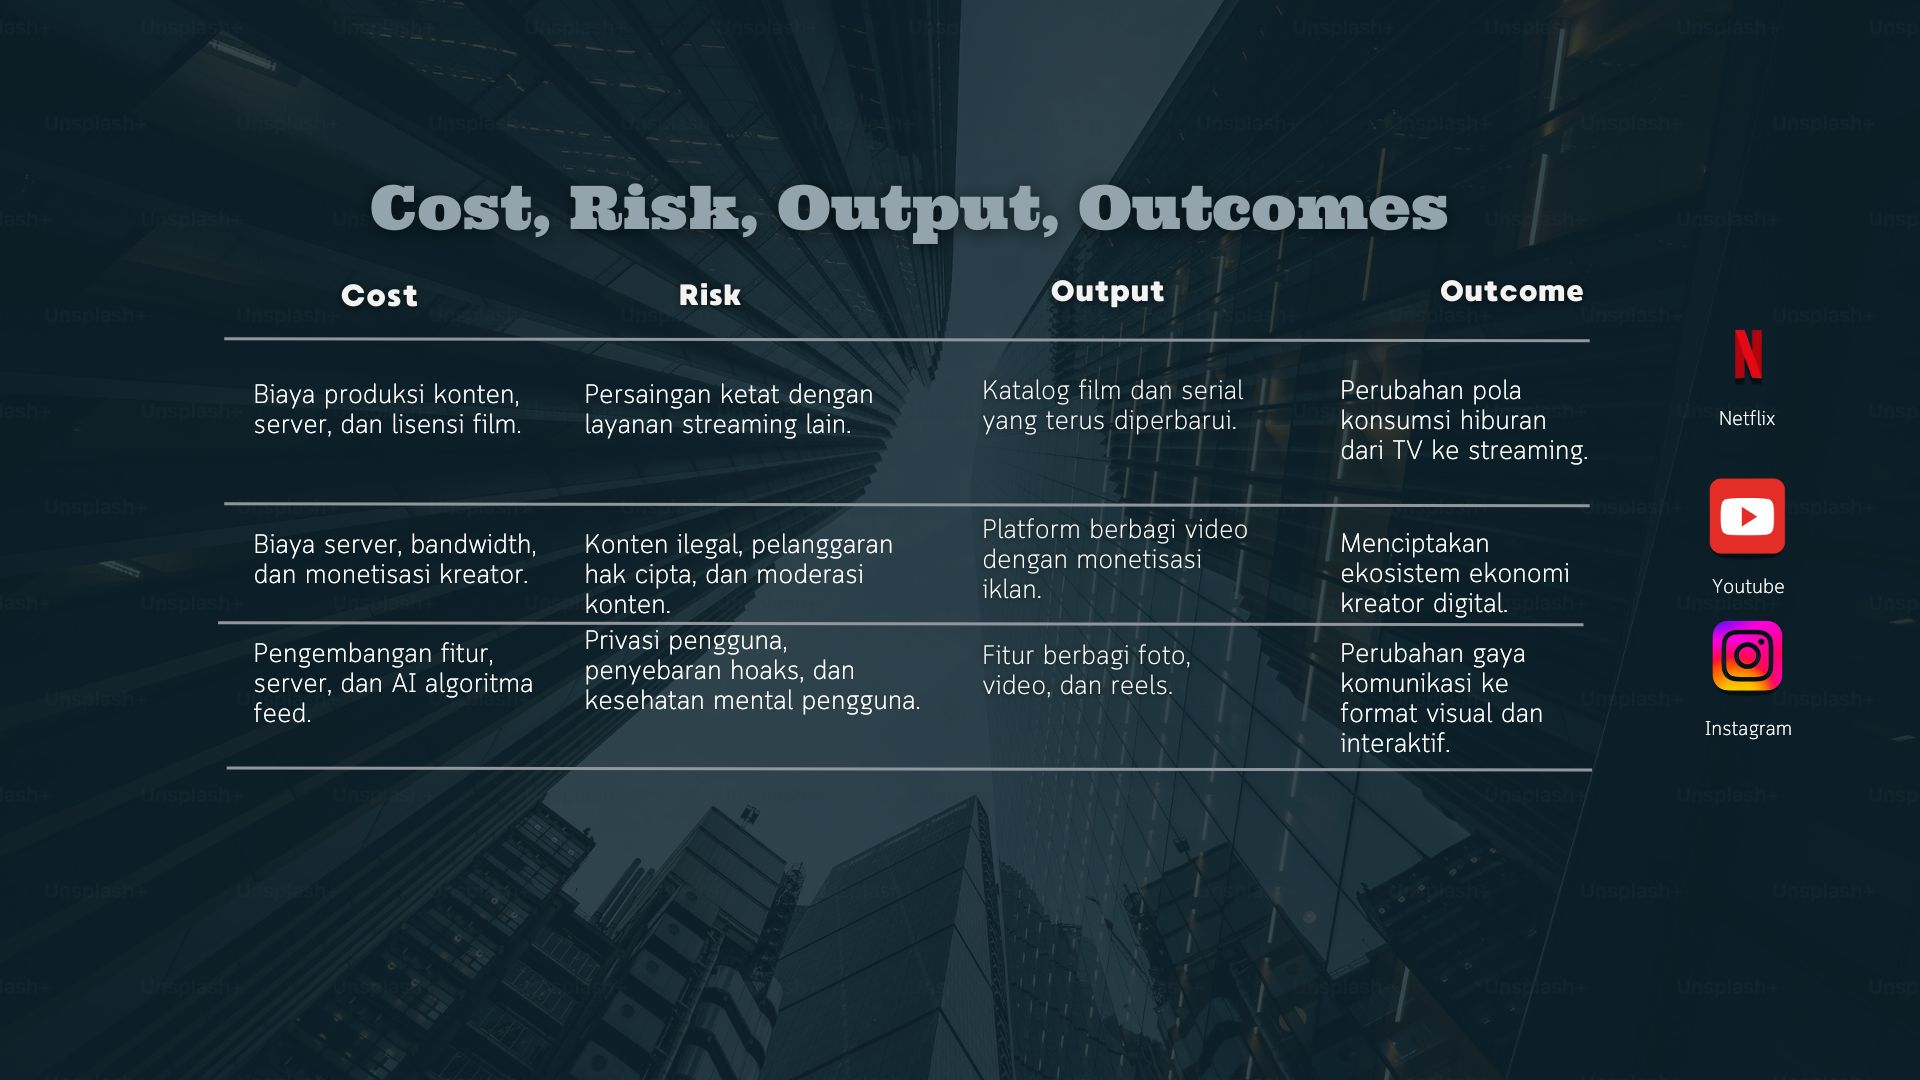 Cost, Risk, Output, Outcomes
Cost
Risk
Output
Outcome
Biaya produksi konten,
server, dan lisensi film.
Persaingan ketat dengan
layanan streaming lain.
Katalog film dan serial
yang terus diperbarui.
Perubahan pola
konsumsi hiburan
dari TV ke streaming.
Netflix
Biaya server, bandwidth,
dan monetisasi kreator.
Konten ilegal, pelanggaran
hak cipta, dan moderasi
konten.
Platform berbagi video
dengan monetisasi
iklan.
Menciptakan
ekosistem ekonomi
kreator digital.
Youtube
Pengembangan fitur,
server, dan AI algoritma
feed.
Privasi pengguna,
penyebaran hoaks, dan
kesehatan mental pengguna.
Fitur berbagi foto,
video, dan reels.
Perubahan gaya
komunikasi ke
format visual dan
interaktif.
Instagram
Unsplash+